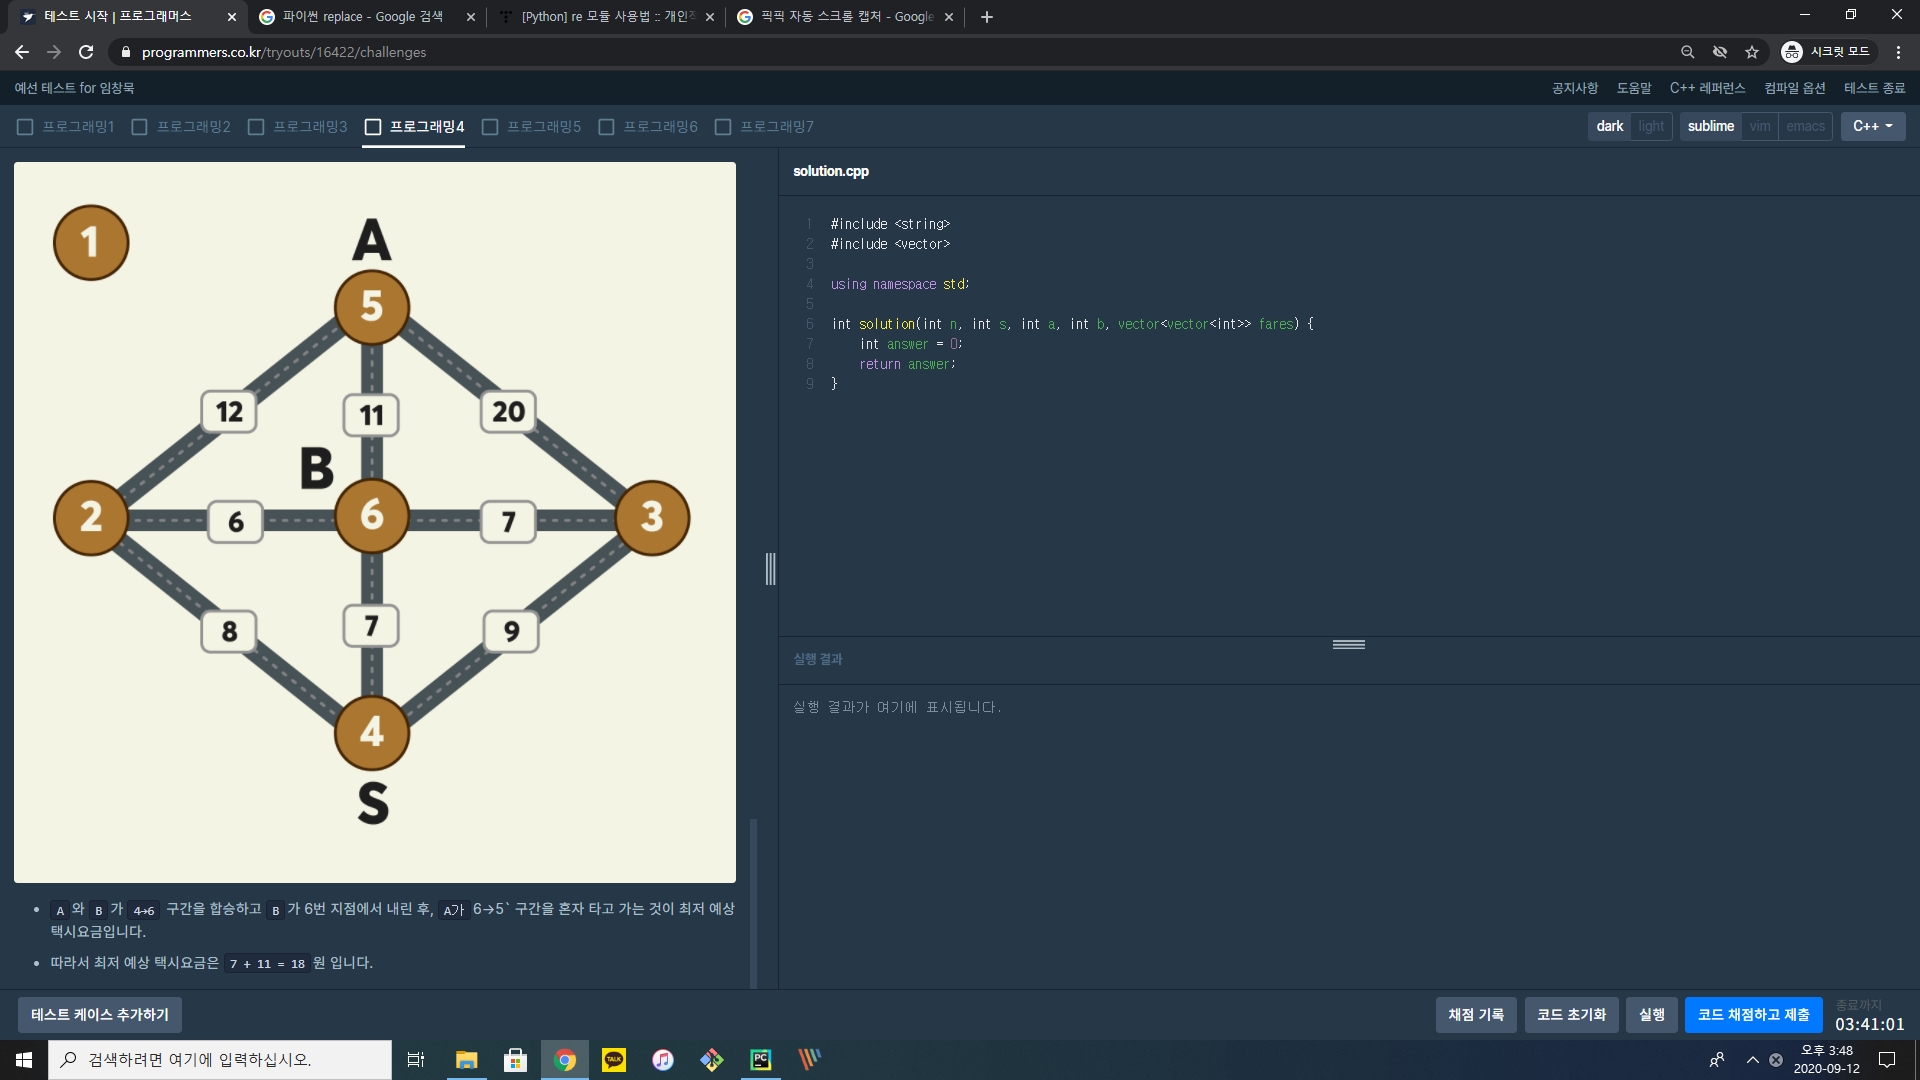 테스트 시작 | 프로그래머스
파이썬 replace - Google 검색
[Python] re 모듈 사용법 :: 개인적
픽픽 자동 스크롤 캡처 - Google
programmers.co.kr/tryouts/16422/challenges
시크릿 모드
예선 테스트 for 임창묵
공지사항 도움말 C++ 레퍼런스 컴파일 옵션 테스트 종료
프로그래밍1 프로그래밍2 프로그래밍3 프로그래밍4 프로그래밍5 프로그래밍6 프로그래밍7
dark light sublime vim emacs C++
1
A
5
12
11
20
B
2
6
6
7
3
8
7
9
4
S
A 와 B 가 4→6 구간을 합승하고 B 가 6번 지점에서 내린 후, A가 6→5` 구간을 혼자 타고 가는 것이 최저 예상
택시요금입니다.
따라서 최저 예상 택시요금은 7 + 11 = 18 원 입니다.
solution.cpp
1 #include <string>
2 #include <vector>
3
4 using namespace std;
5
6 int solution(int n, int s, int a, int b, vector<vector<int>> fares) {
7 int answer = 0;
8 return answer;
9 }
실행 결과
실행 결과가 여기에 표시됩니다.
테스트 케이스 추가하기
채점 기록 코드 초기화 실행 코드 채점하고 제출
종료까지
03:41:01
검색하려면 여기에 입력하십시오.
TALK
PC
오후 3:48
2020-09-12